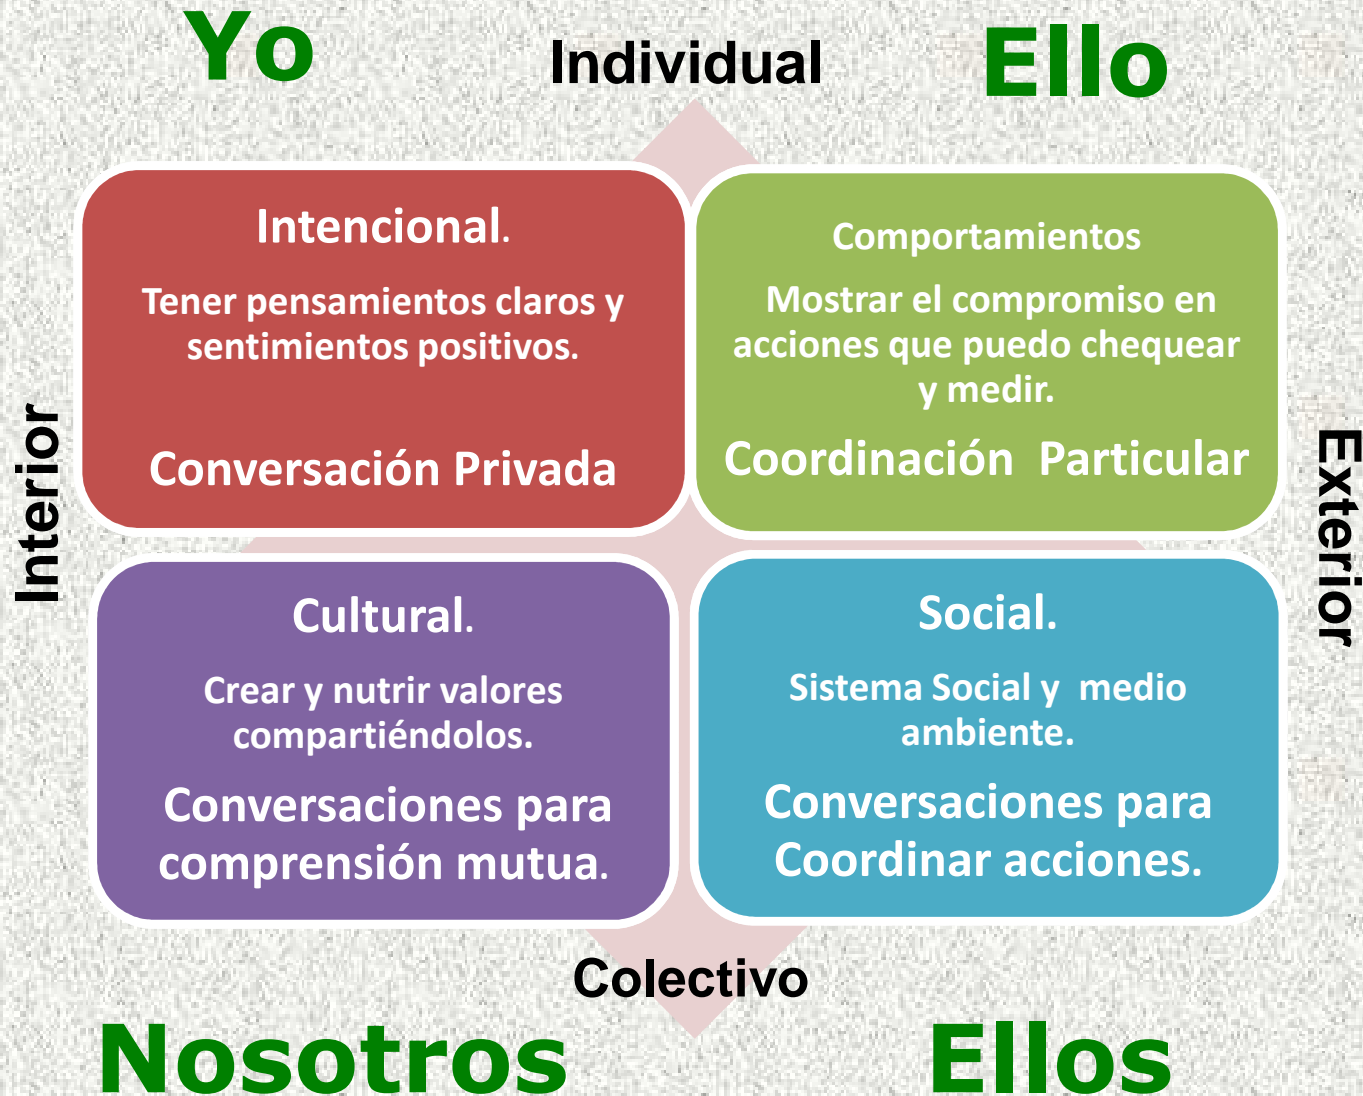 Yo
Individual
Ello
Intencional.
Tener pensamientos claros y
sentimientos positivos.
Conversación Privada
Comportamientos
Mostrar el compromiso en
acciones que puedo chequear
y medir.
Coordinación  Particular
Interior
Exterior
Cultural.
Crear y nutrir valores
compartiéndolos.
Conversaciones para
comprensión mutua.
Social.
Sistema Social y  medio
ambiente.
Conversaciones para
Coordinar acciones.
Colectivo
Nosotros
Ellos